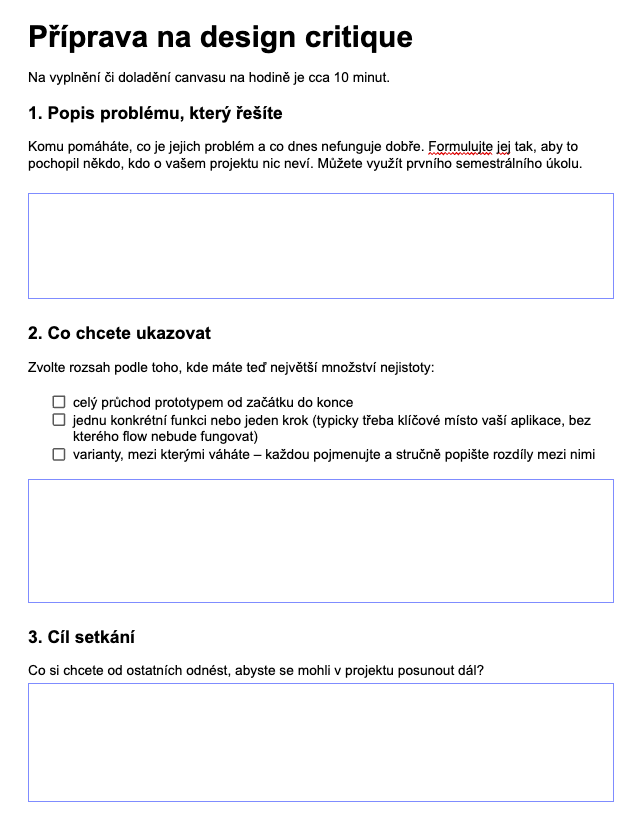 Příprava na design critique
Na vyplnění či doladění canvasu na hodině je cca 10 minut.
1. Popis problému, který řešíte
Komu pomáháte, co je jejich problém a co dnes nefunguje dobře. Formulujte jej tak, aby to
pochopil někdo, kdo o vašem projektu nic neví. Můžete využít prvního semestrálního úkolu.
2. Co chcete ukazovat
Zvolte rozsah podle toho, kde máte teď největší množství nejistoty:
celý průchod prototypem od začátku do konce
jednu konkrétní funkci nebo jeden krok (typicky třeba klíčové místo vaší aplikace, bez
kterého flow nebude fungovat)
varianty, mezi kterými váháte – každou pojmenujte a stručně popište rozdíly mezi nimi
3. Cíl setkání
Co si chcete od ostatních odnést, abyste se mohli v projektu posunout dál?